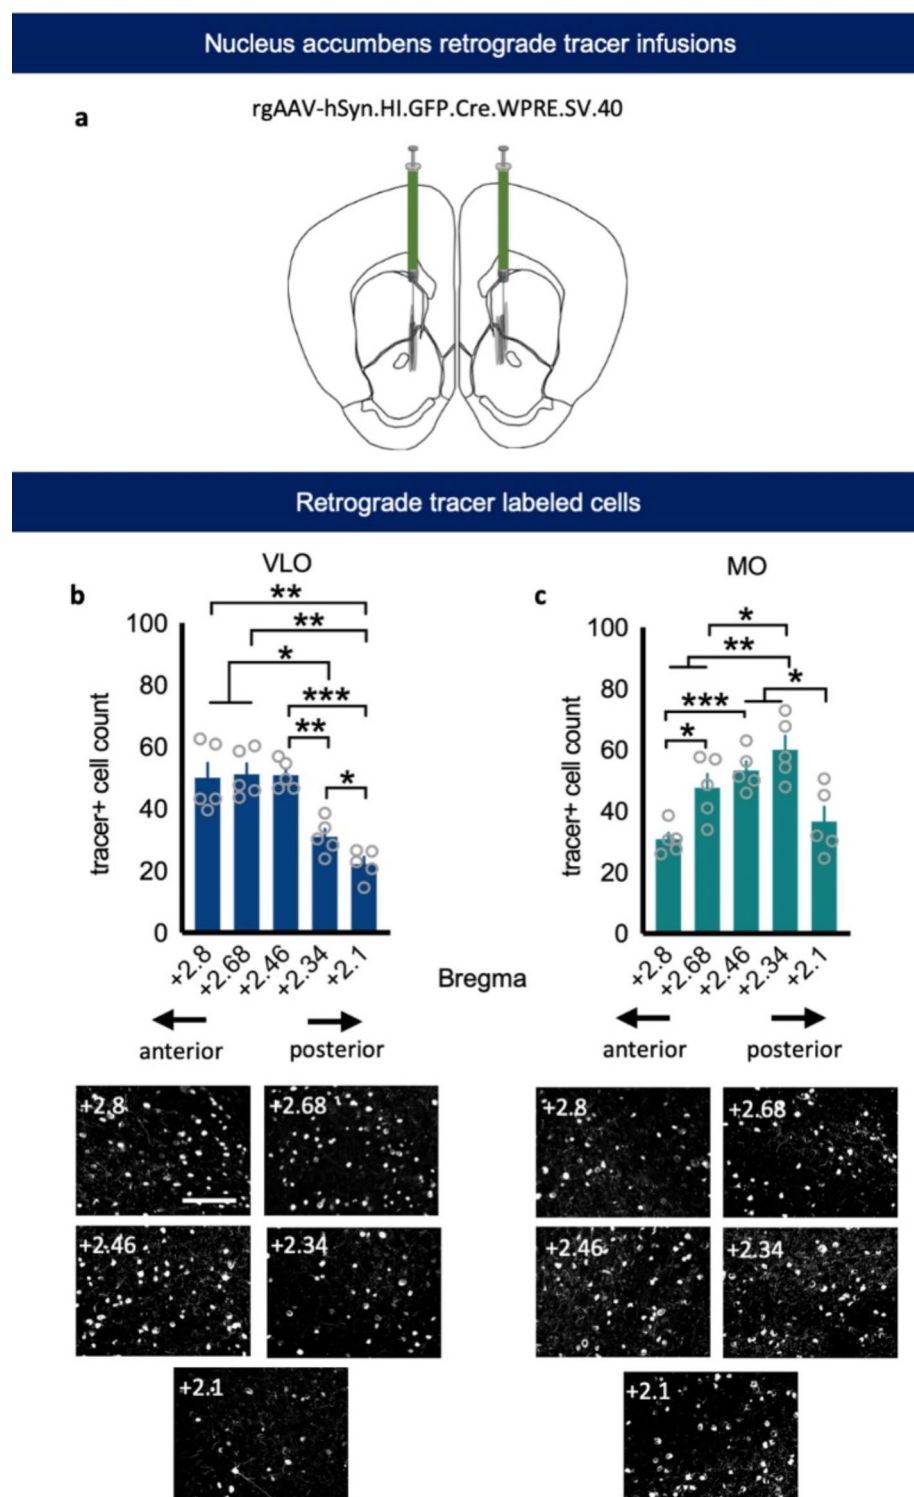 Nucleus accumbens retrograde tracer infusions
a
rgAAV-hSyn.HI.GFP.Cre.WPRE.SV.40
Retrograde tracer labeled cells
VLO
b
**
**
*
***
**
*
tracer+ cell count
100
80
60
40
20
0
+2.8
+2.68
+2.46
+2.34
+2.1
anterior
posterior
Bregma
MO
c
*
**
*
***
*
tracer+ cell count
100
80
60
40
20
0
+2.8
+2.68
+2.46
+2.34
+2.1
anterior
posterior
+2.8
+2.68
+2.46
+2.34
+2.1
+2.8
+2.68
+2.46
+2.34
+2.1